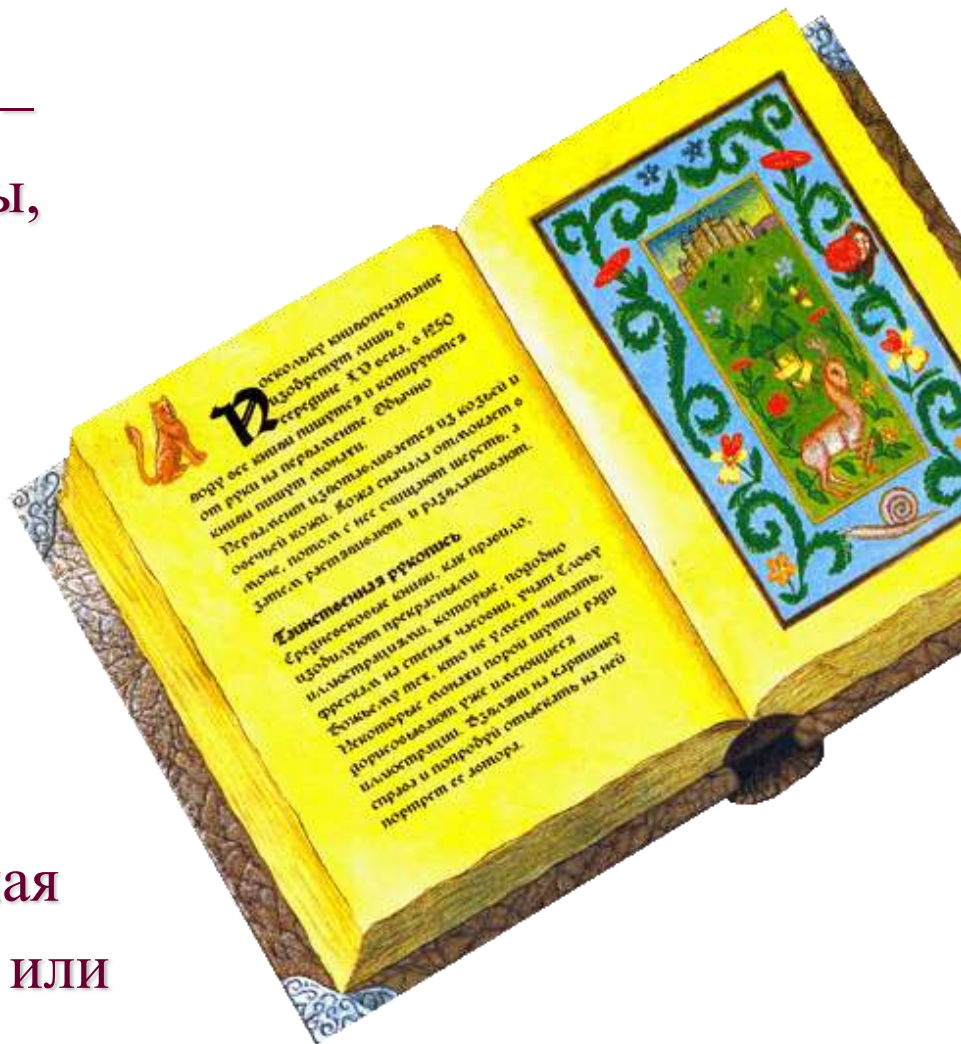 —
ы,
Поскольку книгопечатание
изобретут лишь в
середине XV века, в 1250
году все книги пишутся и копируются
от руки на пергаменте. Обычно
книги пишут монахи.
Пергамент изготавливается из козьей и
овечьей кожи. Кожа сначала отмокает в
моче, потом с нее счищают шерсть, а
затем растягивают и разглаживают.
Таинственная рукопись
Средневековые книги, как правило,
изобилуют прекрасными
иллюстрациями, которые, подобно
фрескам на стенах часовни, учат Слову
Божьему тех, кто не умеет читать.
Некоторые монахи порой шутки ради
дорисовывают уже имеющиеся
иллюстрации. Взгляни на картинку
справа и попробуй отыскать на ней
портрет ее автора.
ая
или